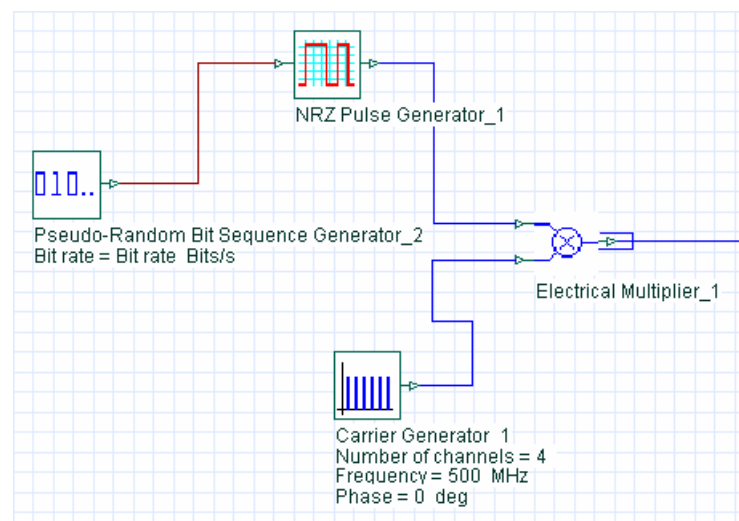 NRZ Pulse Generator_1
010..
Pseudo-Random Bit Sequence Generator_2
Bit rate = Bit rate Bits/s
Electrical Multiplier_1
Carrier Generator 1
Number of channels = 4
Frequency = 500 MHz
Phase = 0 deg